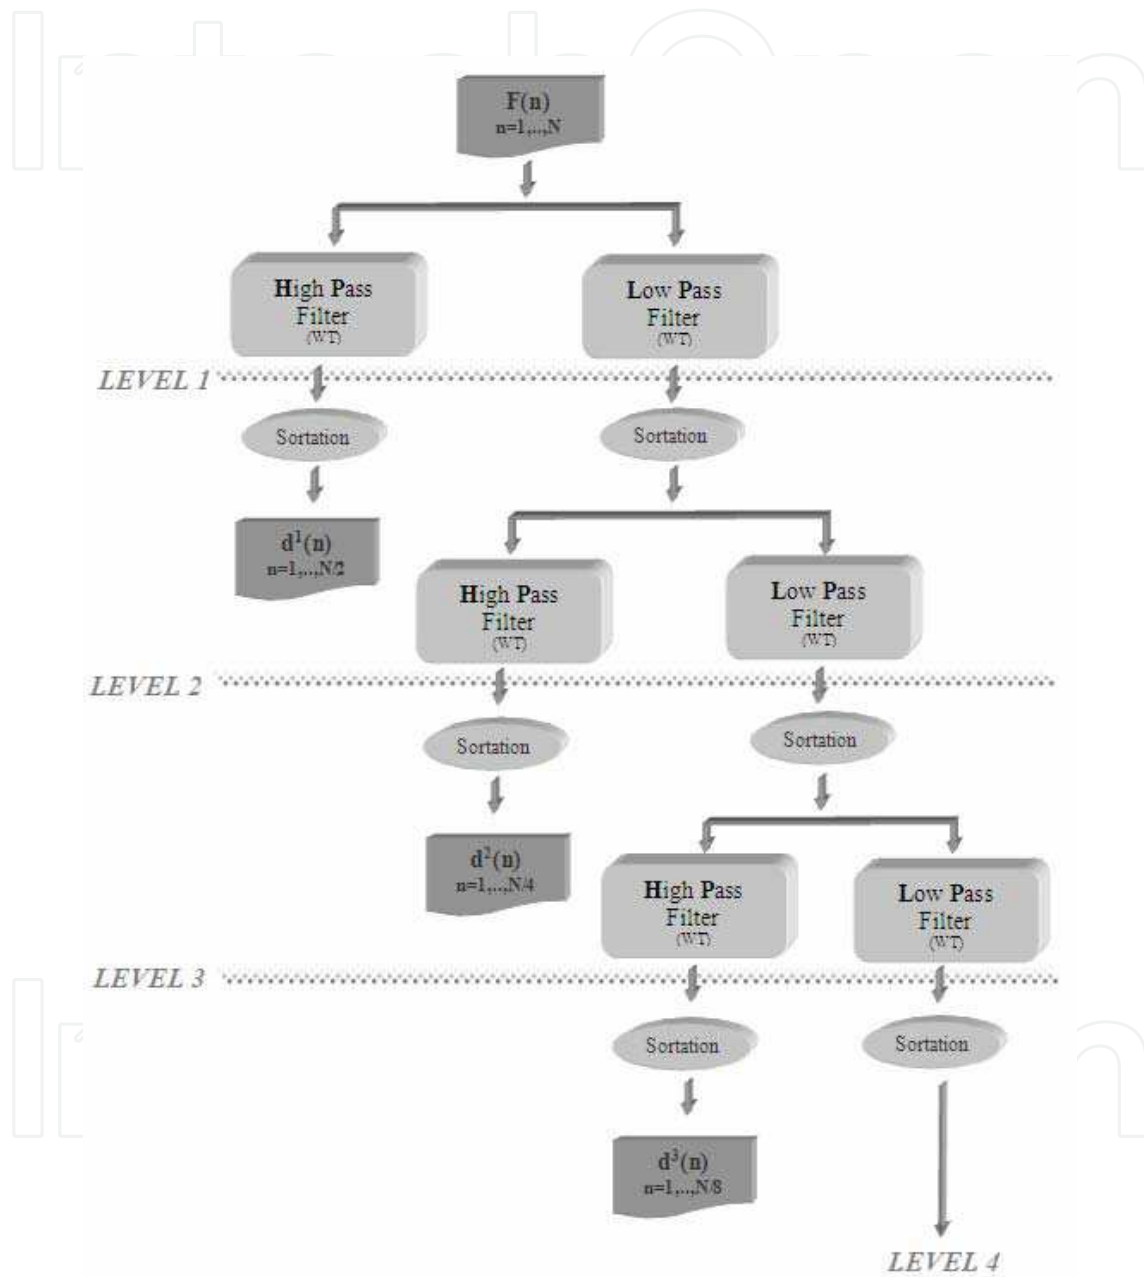 F(n)
n=1,..,N
High Pass
Filter
(WT)
Low Pass
Filter
(WT)
LEVEL 1
Sortation
Sortation
d¹(n)
n=1,..,N/2
High Pass
Filter
(WT)
Low Pass
Filter
(WT)
LEVEL 2
Sortation
Sortation
d²(n)
n=1,..,N/4
High Pass
Filter
(WT)
Low Pass
Filter
(WT)
LEVEL 3
Sortation
Sortation
d³(n)
n=1,..,N/8
LEVEL 4